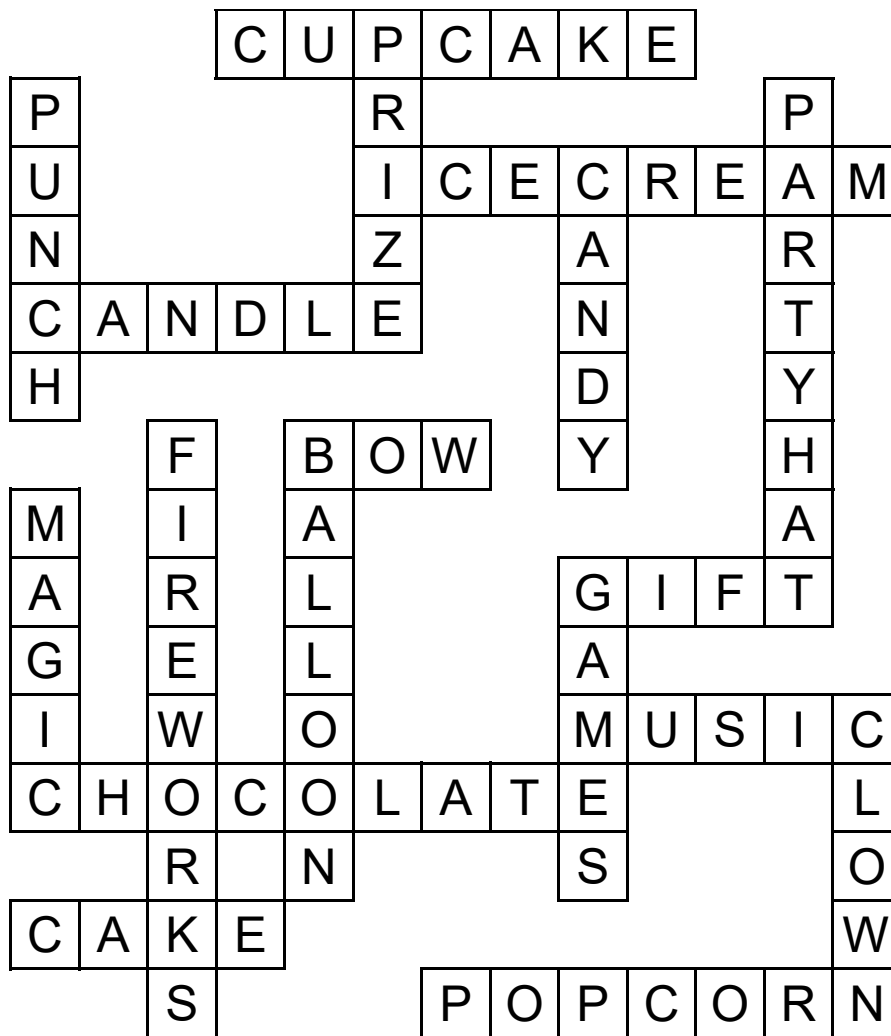 CUPCAKE
P R P
U ICECREAM
N Z A R
CANDLE N T
H D Y
F BOW Y H
M I A A
A R L GIFT
G E L A
I W O MUSIC
CHOCOLATE L
R N S O
CAKE W
S POPCORN